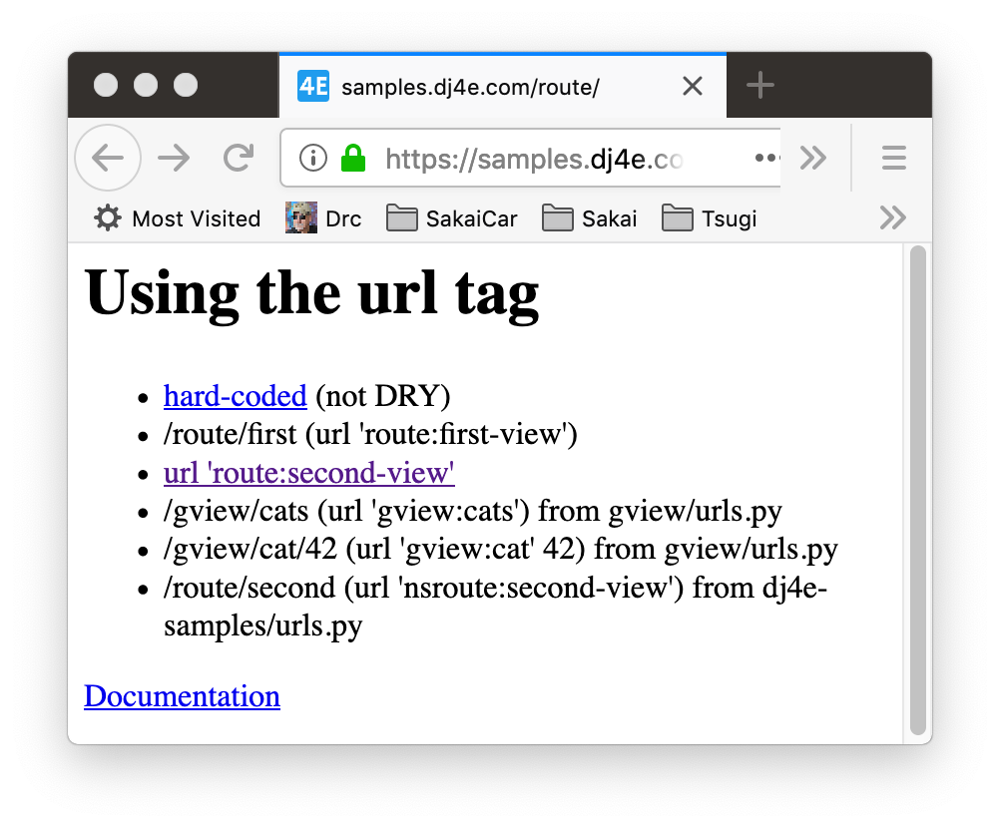 4E samples.dj4e.com/route/
https://samples.dj4e.co
Most Visited Drc SakaiCar Sakai Tsugi
Using the url tag
hard-coded (not DRY)
/route/first (url 'route:first-view')
url 'route:second-view'
/gview/cats (url 'gview:cats') from gview/urls.py
/gview/cat/42 (url 'gview:cat' 42) from gview/urls.py
/route/second (url 'nsroute:second-view') from dj4e-
samples/urls.py
Documentation